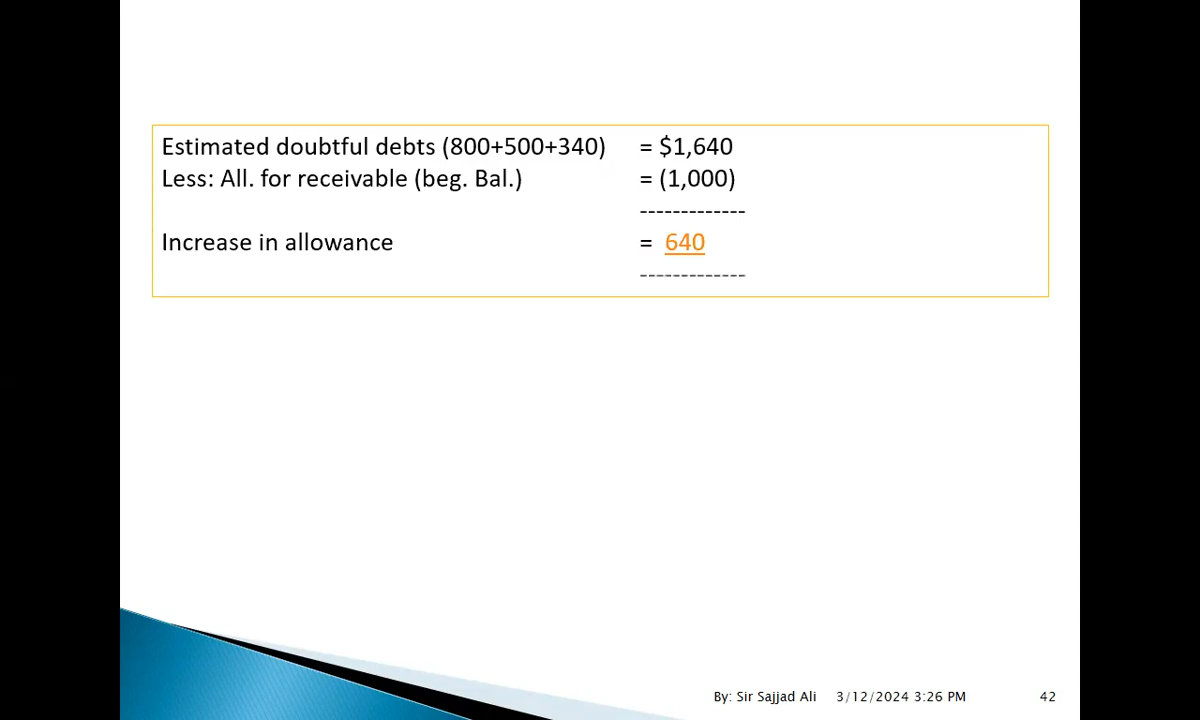 Estimated doubtful debts (800+500+340) = $1,640
Less: All. for receivable (beg. Bal.) = (1,000)
-------------
Increase in allowance = 640
-------------
By: Sir Sajjad Ali 3/12/2024 3:26 PM 42